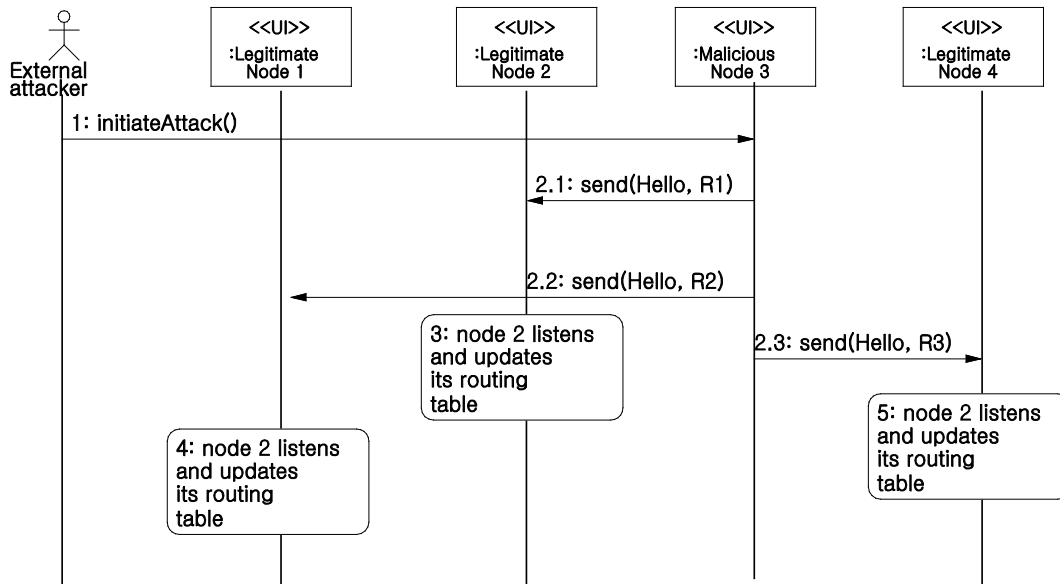 <<UI>>
:Legitimate
Node 1
<<UI>>
:Legitimate
Node 2
<<UI>>
:Malicious
Node 3
<<UI>>
:Legitimate
Node 4
External
attacker
1: initiateAttack()
2.1: send(Hello, R1)
2.2: send(Hello, R2)
3: node 2 listens
and updates
its routing
table
2.3: send(Hello, R3)
4: node 2 listens
and updates
its routing
table
5: node 2 listens
and updates
its routing
table